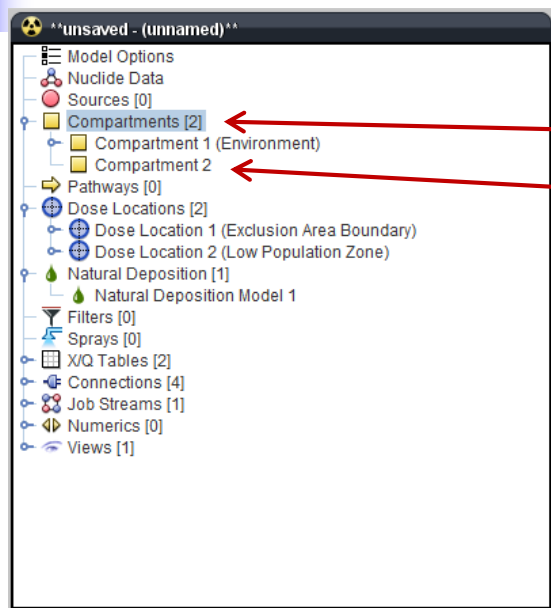 **unsaved - (unnamed)**
Model Options
Nuclide Data
Sources [0]
Compartments [2]
Compartment 1 (Environment)
Compartment 2
Pathways [0]
Dose Locations [2]
Dose Location 1 (Exclusion Area Boundary)
Dose Location 2 (Low Population Zone)
Natural Deposition [1]
Natural Deposition Model 1
Filters [0]
Sprays [0]
X/Q Tables [2]
Connections [4]
Job Streams [1]
Numerics [0]
Views [1]